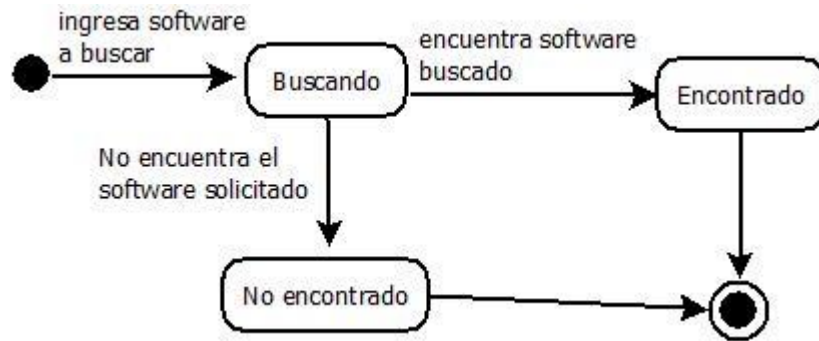 ingresa software
a buscar
encuentra software
buscado
Buscando
Encontrado
No encuentra el
software solicitado
No encontrado